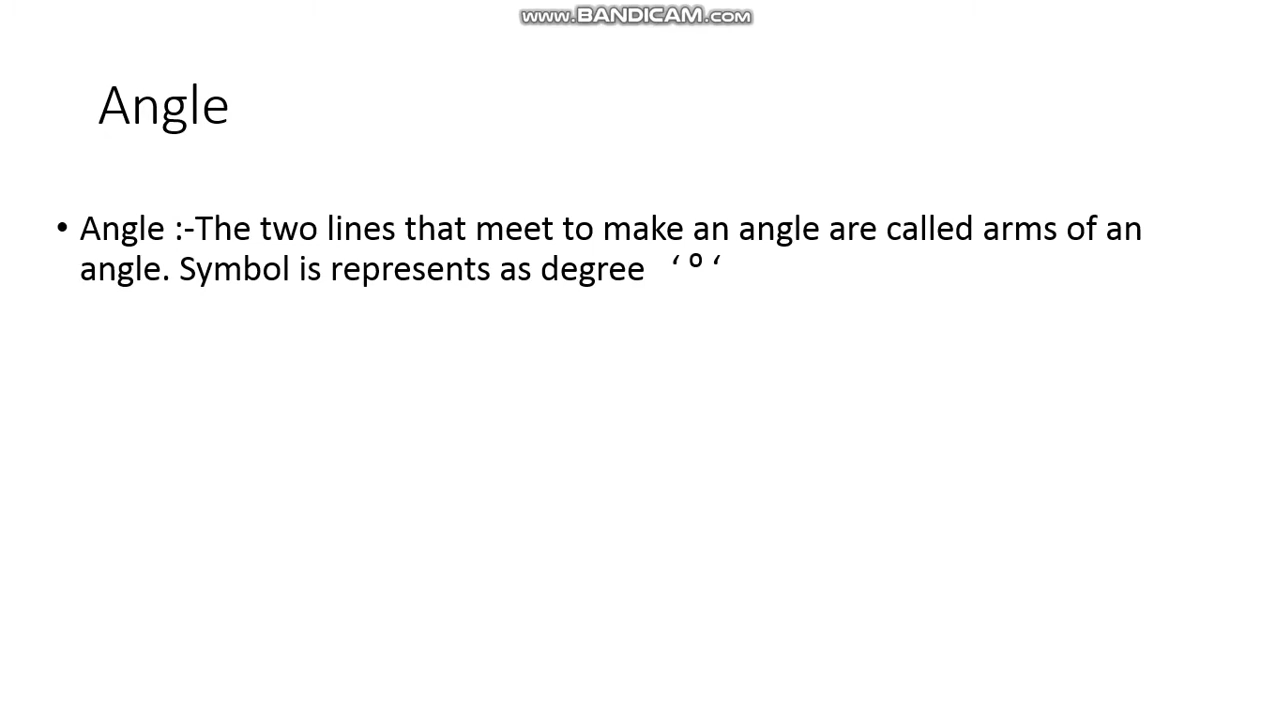 www.BANDICAM.com
Angle
• Angle :-The two lines that meet to make an angle are called arms of an
angle. Symbol is represents as degree ‘ º ‘